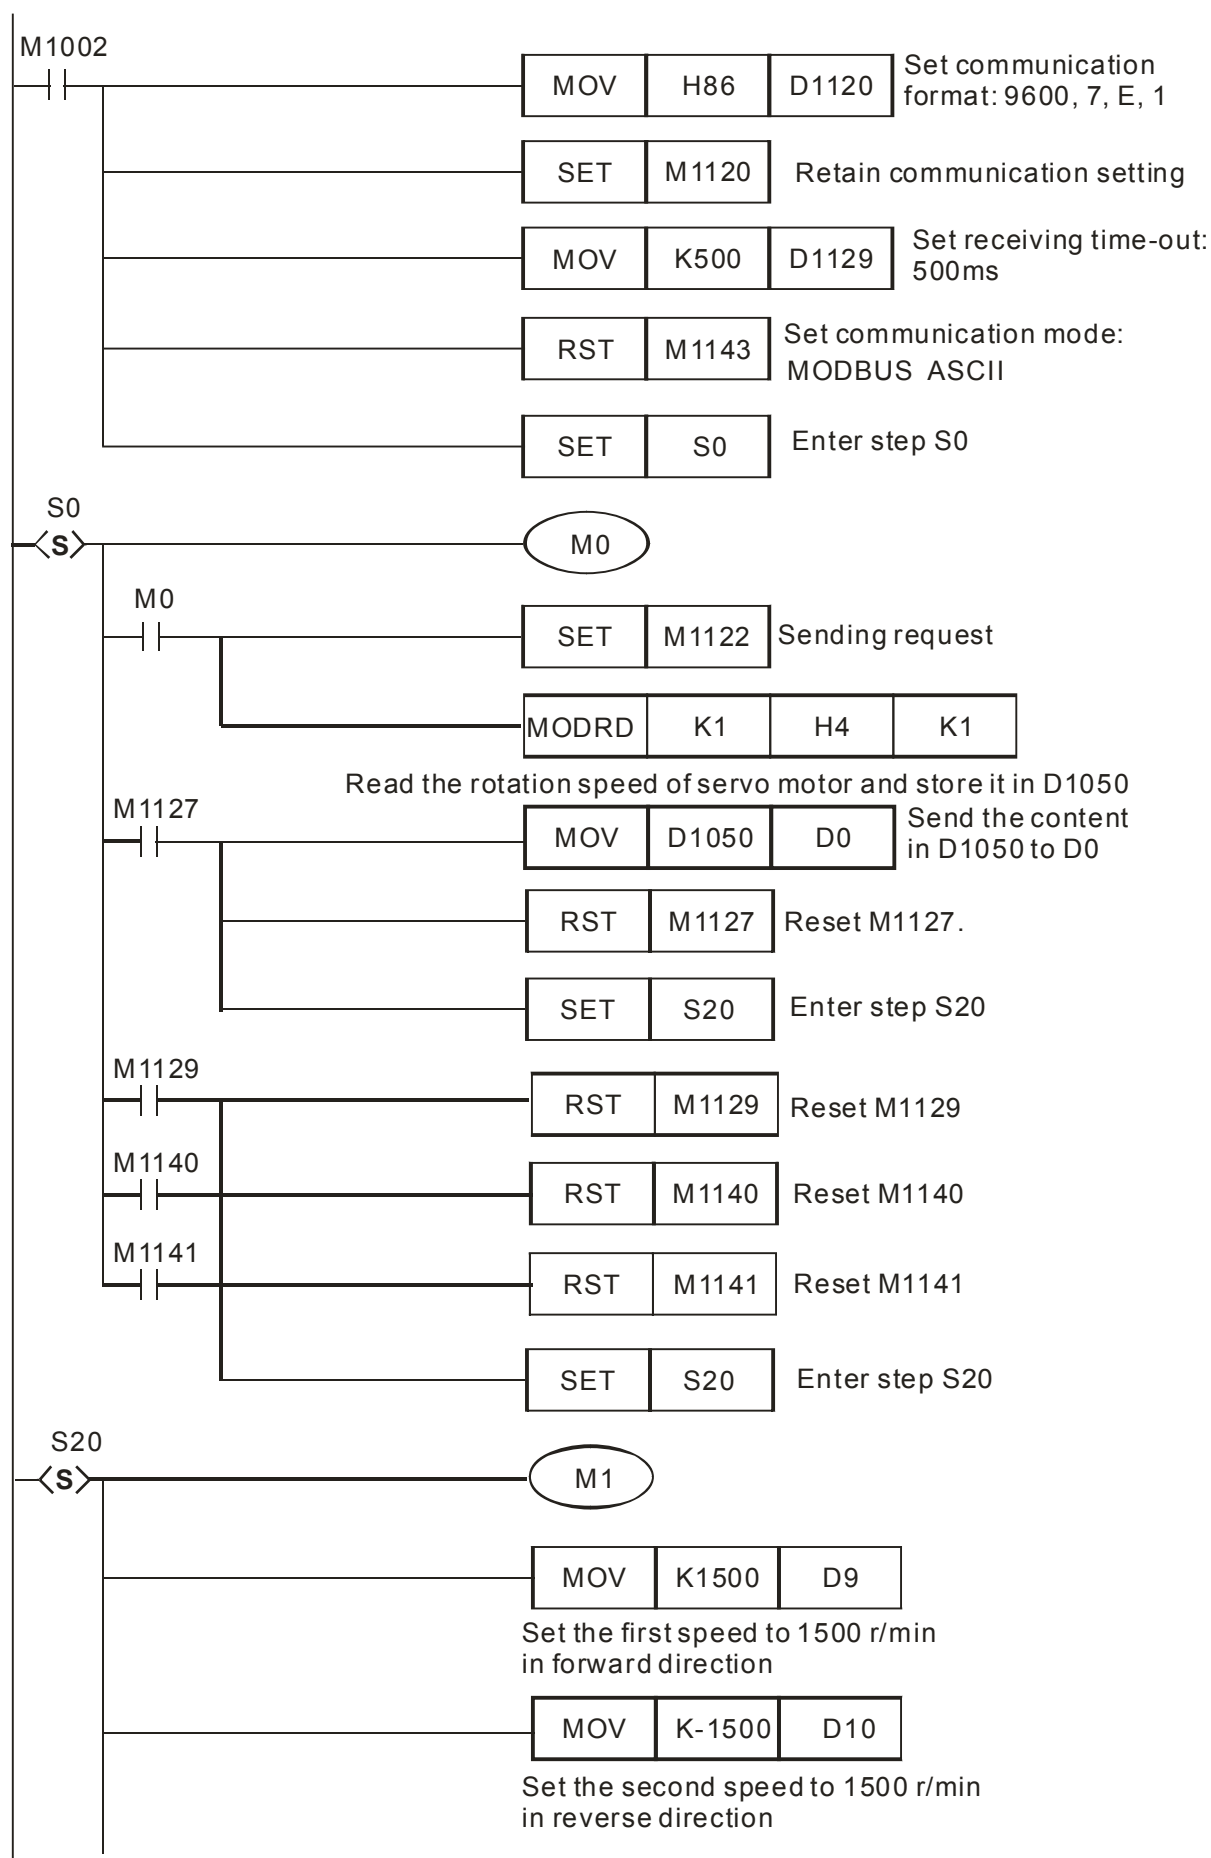 M1002
MOV H86 D1120 Set communication
format: 9600, 7, E, 1
SET M1120 Retain communication setting
MOV K500 D1129 Set receiving time-out:
500ms
RST M1143 Set communication mode:
MODBUS ASCII
SET S0 Enter step S0
S0
S M0
M0
SET M1122 Sending request
MODRD K1 H4 K1
Read the rotation speed of servo motor and store it in D1050
M1127
MOV D1050 D0 Send the content
in D1050 to D0
RST M1127 Reset M1127.
SET S20 Enter step S20
M1129
RST M1129 Reset M1129
M1140
RST M1140 Reset M1140
M1141
RST M1141 Reset M1141
SET S20 Enter step S20
S20
S M1
MOV K1500 D9
Set the first speed to 1500 r/min
in forward direction
MOV K-1500 D10
Set the second speed to 1500 r/min
in reverse direction